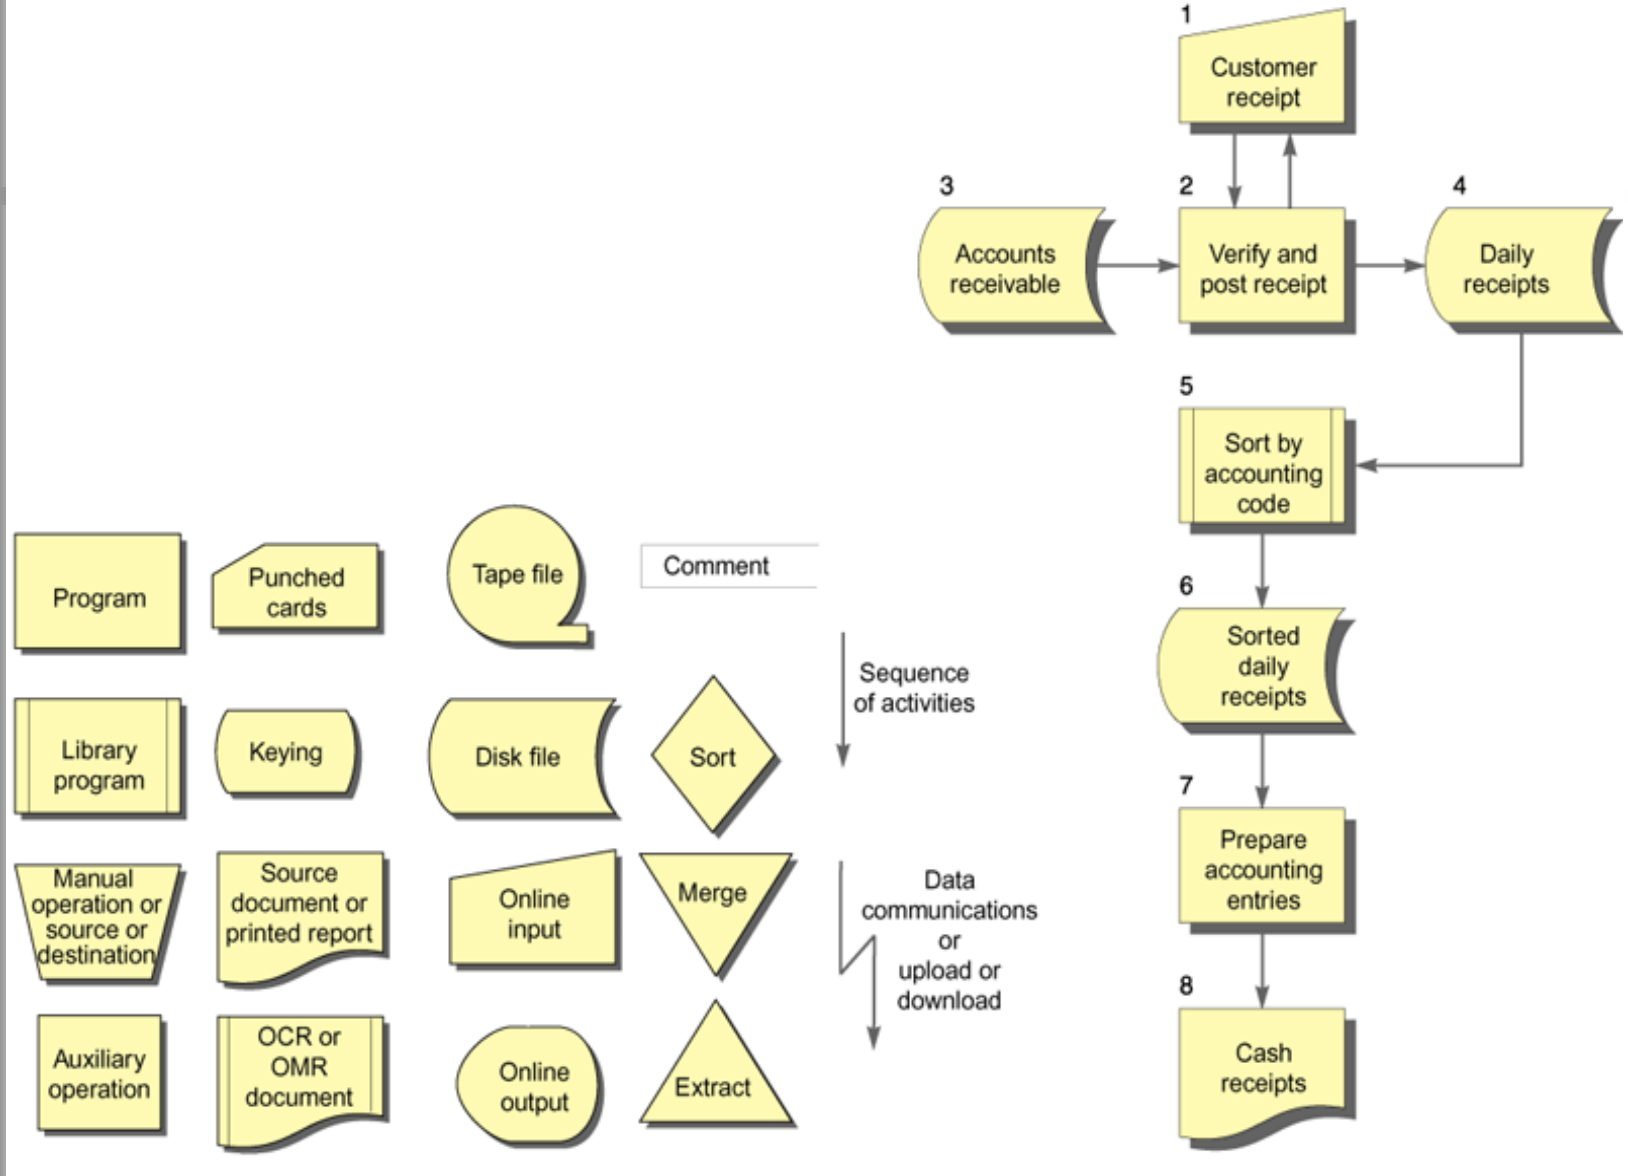 1
Customer
receipt
3
Accounts
receivable
2
Verify and
post receipt
4
Daily
receipts
5
Sort by
accounting
code
6
Sorted
daily
receipts
7
Prepare
accounting
entries
8
Cash
receipts
Program
Punched
cards
Tape file
Comment
Sequence
of activities
Library
program
Keying
Disk file
Sort
Manual
operation or
source or
destination
Source
document or
printed report
Online
input
Merge
Data
communications
or
upload or
download
Auxiliary
operation
OCR or
OMR
document
Online
output
Extract